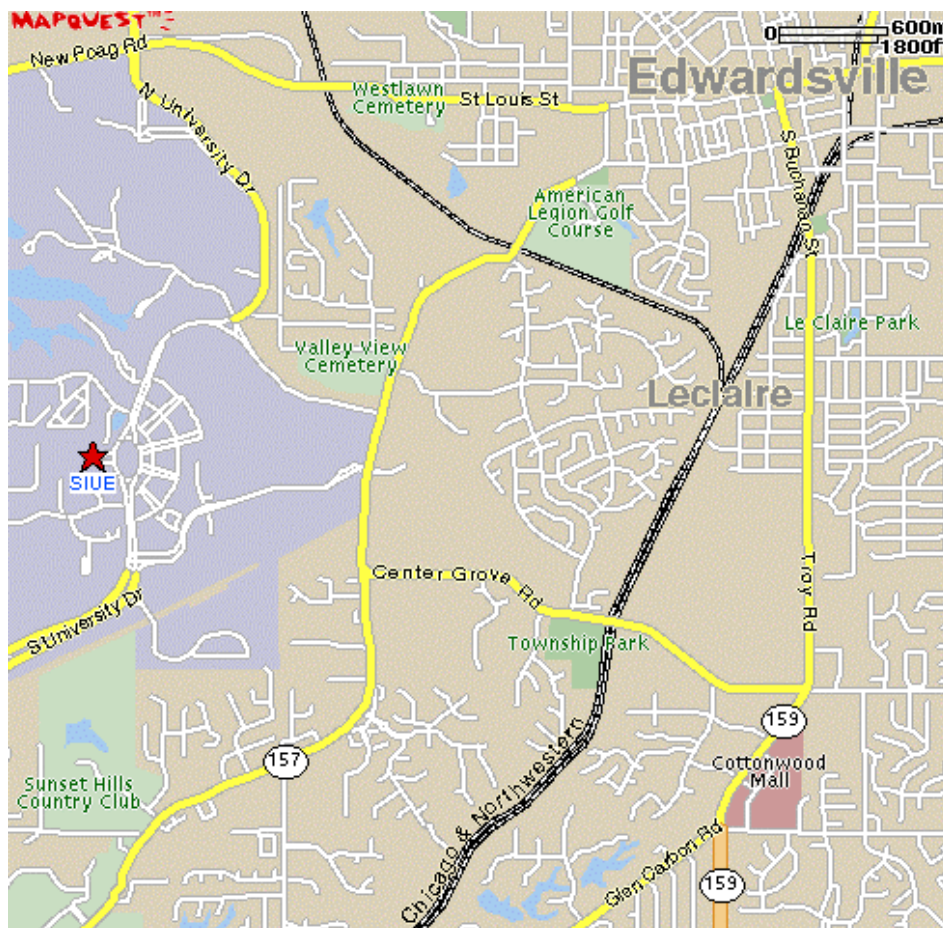 MAPQUEST
0 600m
1800f
New Poag Rd
Edwardsville
N University Dr
Westlawn
Cemetery
St Louis St
S Buchanan St
American
Legion Golf
Course
Le Claire Park
Valley View
Cemetery
Leclaire
SIUE
Center Grove Rd
Troy Rd
S University Dr
Township Park
159
157
Cottonwood
Mall
Sunset Hills
Country Club
Chicago & Northwestern
Glen Carbon Rd
159